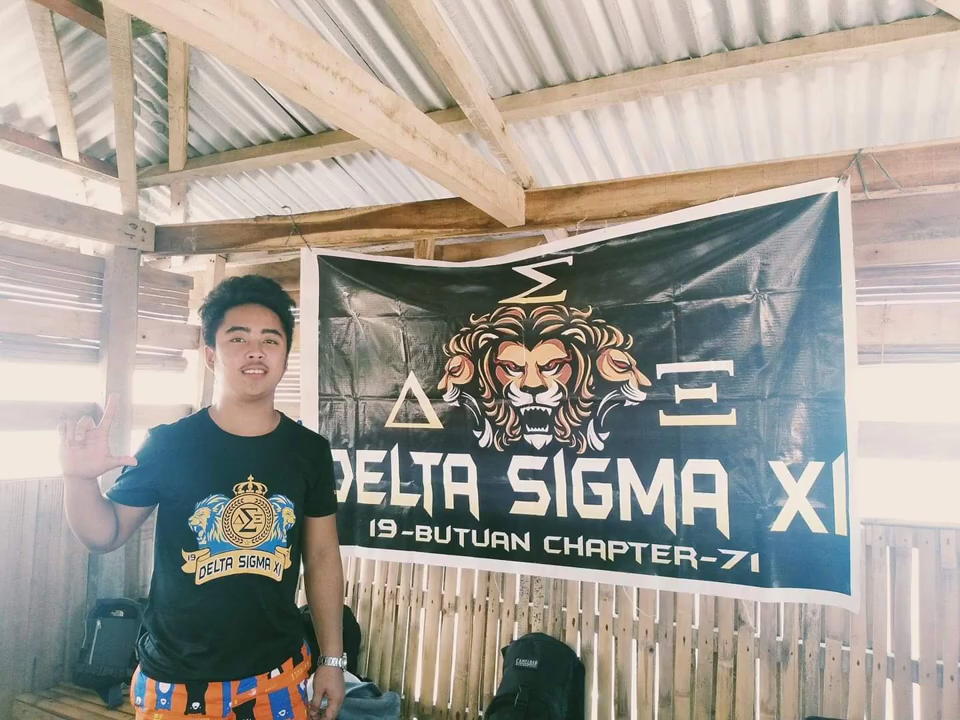 Σ
Δ Ξ
DELTA SIGMA XI
19-BUTUAN CHAPTER-71
ΔΣΞ
19
DELTA SIGMA XI
CAMELBAK